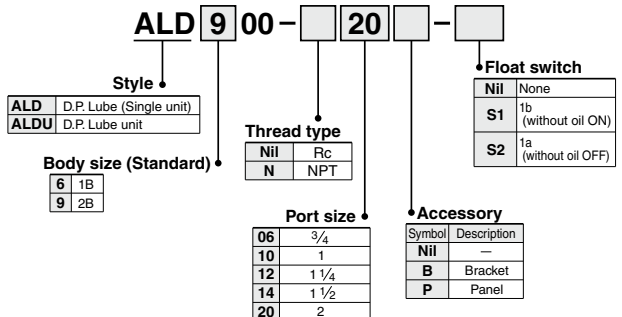 ALD 9 00 – 20 –
Style
ALD D.P. Lube (Single unit)
ALDU D.P. Lube unit
Body size (Standard)
6 1B
9 2B
Thread type
Nil Rc
N NPT
Port size
06 3/4
10 1
12 1 1/4
14 1 1/2
20 2
Accessory
Symbol Description
Nil —
B Bracket
P Panel
Float switch
Nil None
S1 1b
(without oil ON)
S2 1a
(without oil OFF)